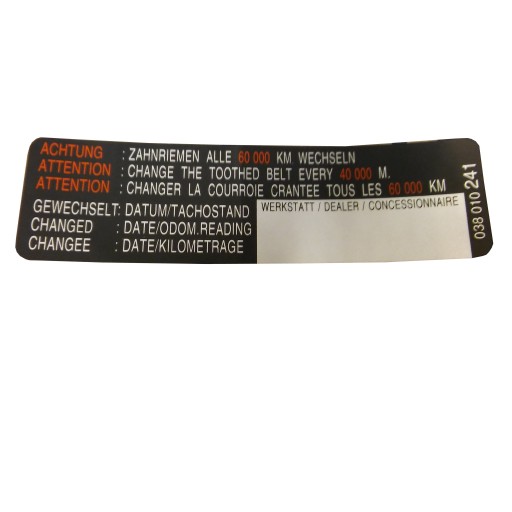 ACHTUNG : ZAHNRIEMEN ALLE 60 000 KM WECHSELN
ATTENTION : CHANGE THE TOOTHED BELT EVERY 40 000 M.
ATTENTION : CHANGER LA COURROIE CRANTEE TOUS LES 60 000 KM
GEWECHSELT: DATUM/TACHOSTAND
CHANGED : DATE/ODOM.READING
CHANGEE : DATE/KILOMETRAGE
WERKSTATT / DEALER / CONCESSIONNAIRE
038 010 241